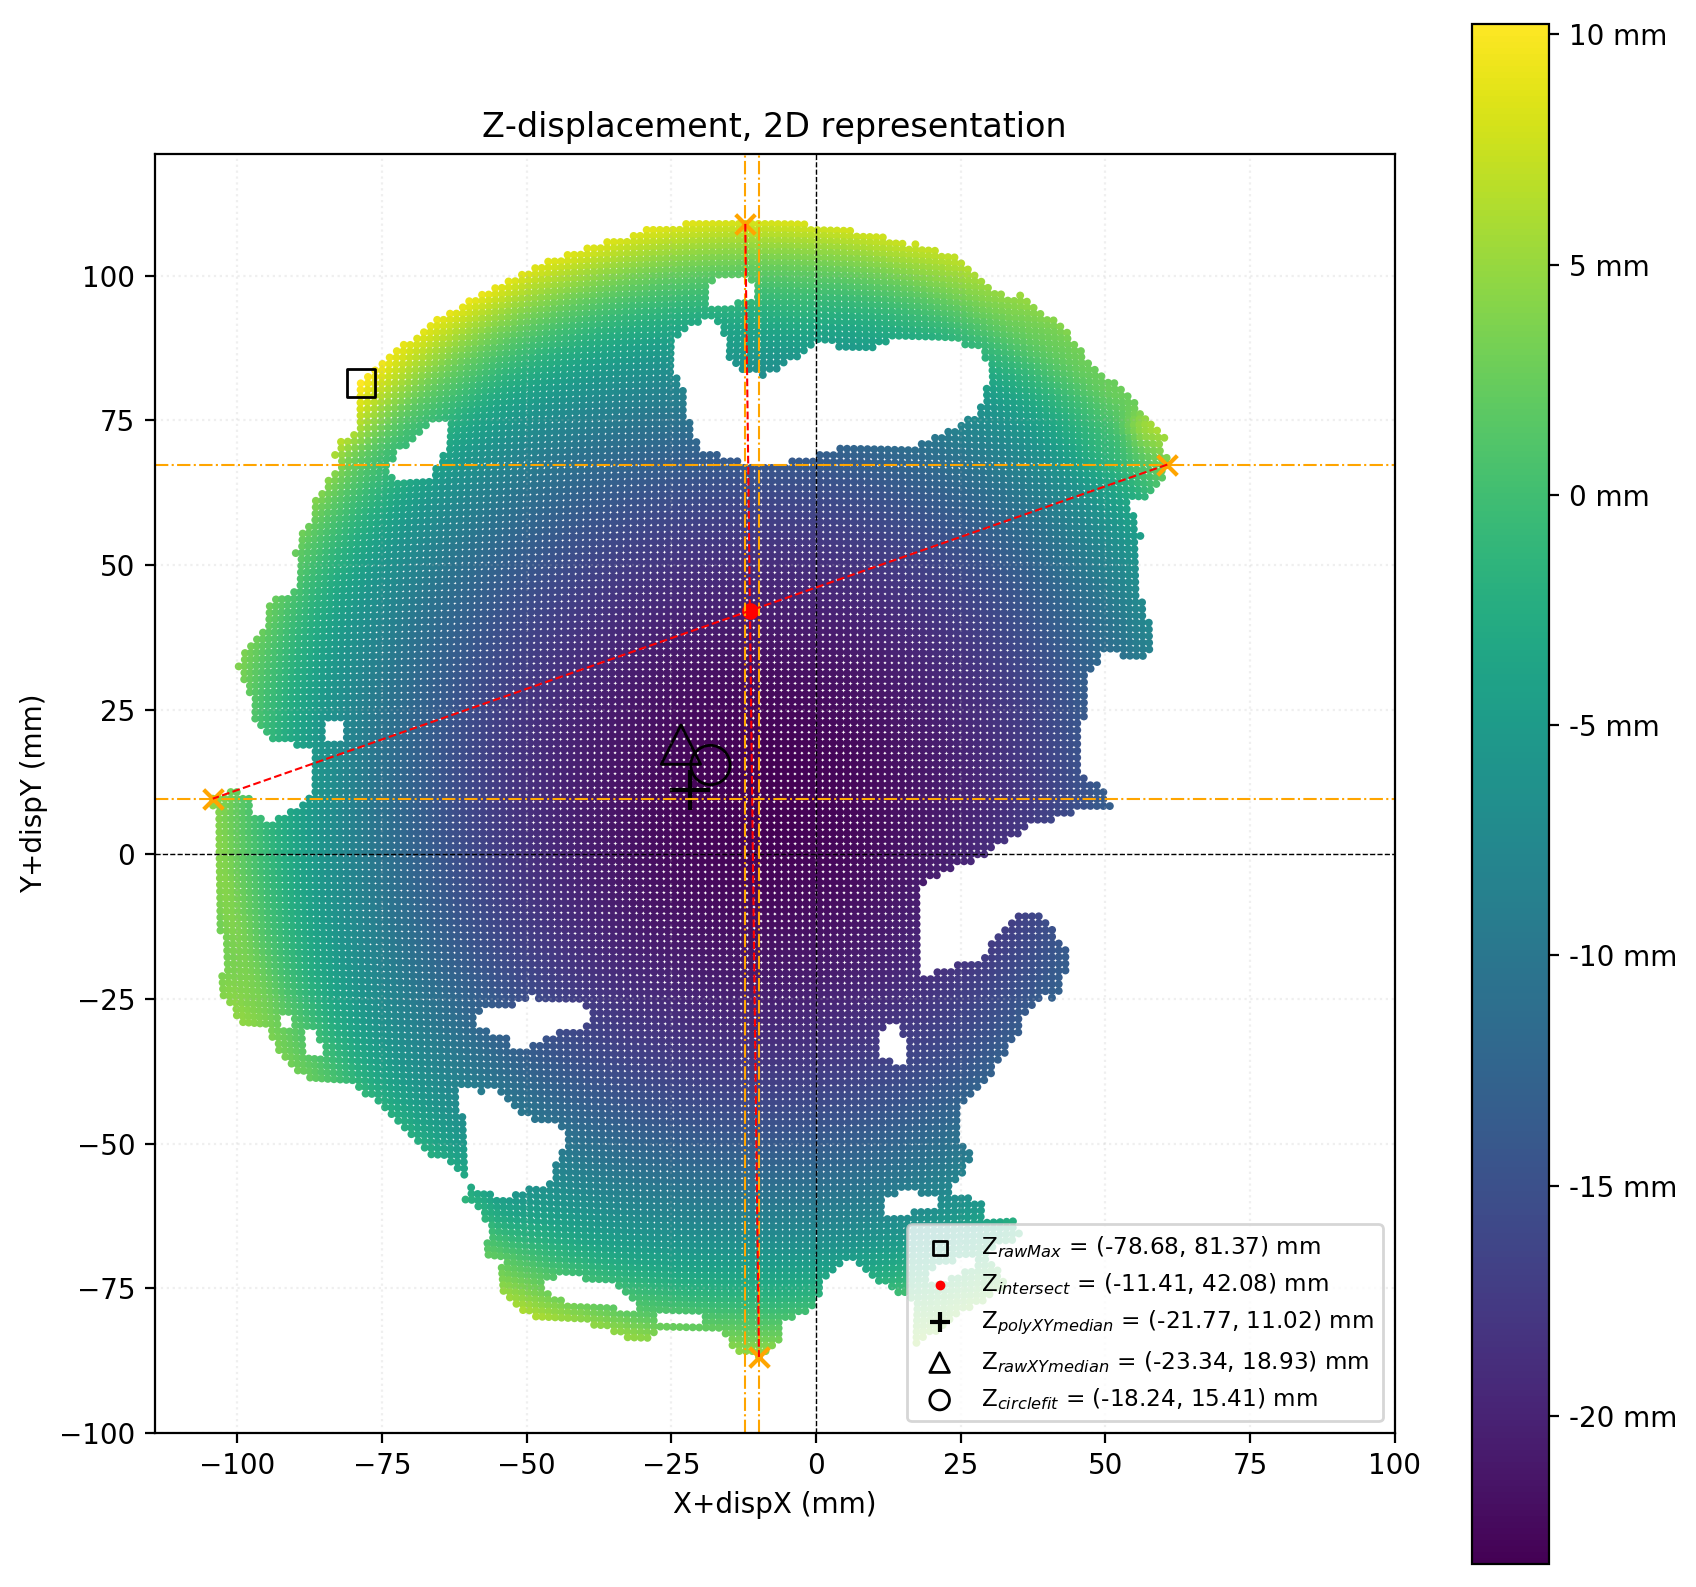 Z-displacement, 2D representation
10 mm
5 mm
0 mm
-5 mm
-10 mm
-15 mm
-20 mm
Y+dispY (mm)
100
75
50
25
0
−25
−50
−75
−100
−100
−75
−50
−25
0
25
50
75
100
X+dispX (mm)
Z_rawMax = (-78.68, 81.37) mm
Z_intersect = (-11.41, 42.08) mm
Z_polyXYmedian = (-21.77, 11.02) mm
Z_rawXYmedian = (-23.34, 18.93) mm
Z_circlefit = (-18.24, 15.41) mm